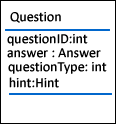 Question
questionID:int
answer : Answer
questionType: int
hint:Hint